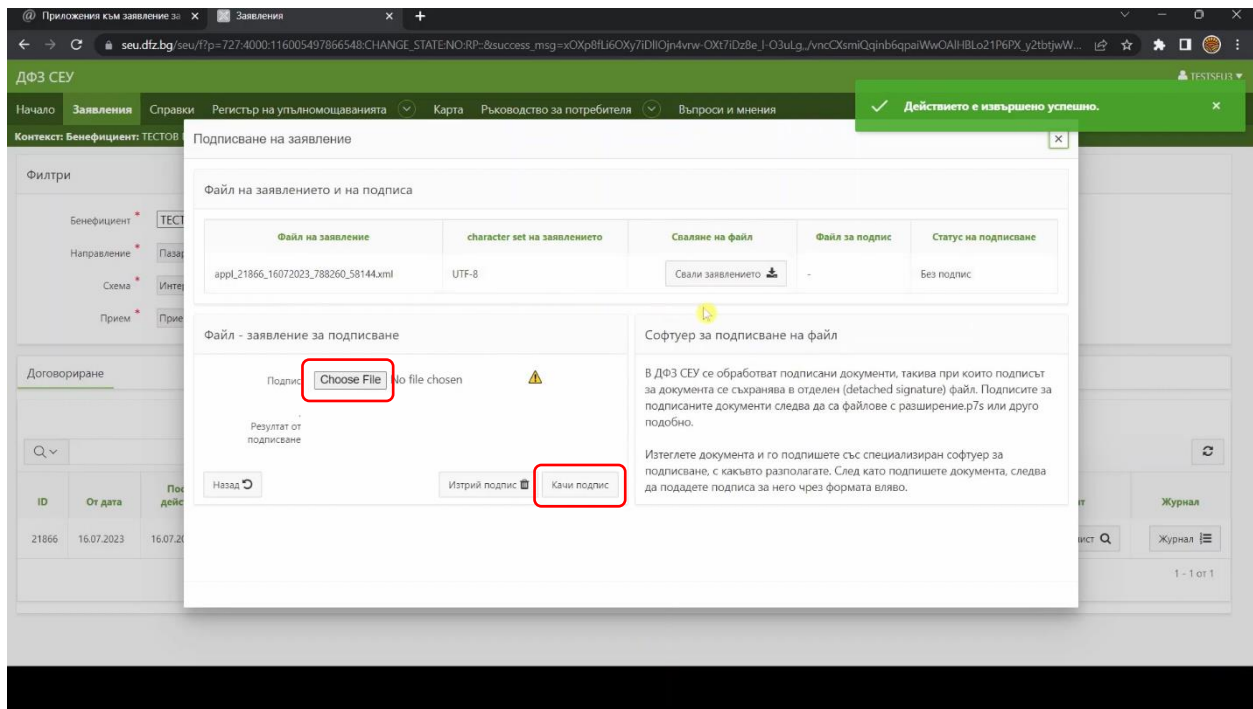 Приложения към заявление за
Заявления
seu.dfz.bg/seu/f?p=727:4000:116005497866548:CHANGE_STATE:NO:RP::&success_msg=
ДФЗ СЕУ
TESTSEU3
Начало Заявления Справки Регистър на упълномощаванията Карта Ръководство за потребителя Въпроси и мнения
Действието е извършено успешно.
Контекст: Бенефициент: ТЕСТОВ
Подписване на заявление
Филтри
Бенефициент * ТЕСТ
Направление * Пазар
Схема * Интер
Прием * Прие
Файл на заявлението и на подписа
Файл на заявление character set на заявлението Сваляне на файл Файл за подпис Статус на подписване
appl_21866_16072023_788260_58144.xml UTF-8 Свали заявлението - Без подпис
Файл - заявление за подписване
Подпис Choose File No file chosen
Резултат от
подписване
Назад Изтрий подпис Качи подпис
Софтуер за подписване на файл
В ДФЗ СЕУ се обработват подписани документи, такива при които подписът
за документа се съхранява в отделен (detached signature) файл. Подписите за
подписаните документи следва да са файлове с разширение.p7s или друго
подобно.
Изтеглете документа и го подпишете със специализиран софтуер за
подписване, с какъвто разполагате. След като подпишете документа, следва
да подадете подписа за него чрез формата вляво.
Договориране
ID От дата Пос
дейс
Журнал
21866 16.07.2023 16.07.20
ист Журнал
1 - 1 от 1